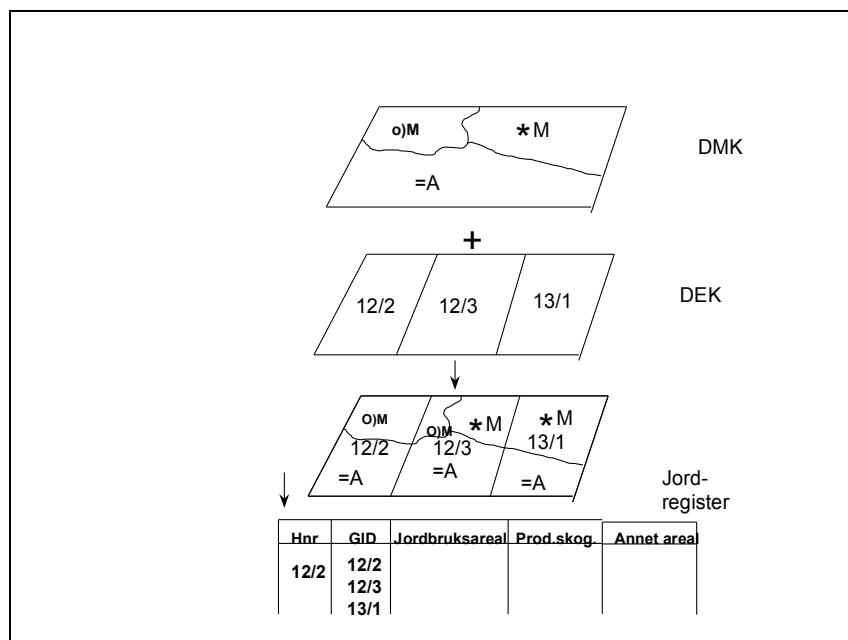 o)M
*M
DMK
=A
+
12/2
12/3
13/1
DEK
O)M
O)M
*M
*M
12/2
12/3
13/1
=A
=A
=A
Jord-
register
Hnr GID Jordbruksareal Prod.skog. Annet areal
12/2 12/2
12/3
13/1